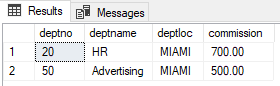 Results Messages
deptno deptname deptloc commission
1 20 HR MIAMI 700.00
2 50 Advertising MIAMI 500.00